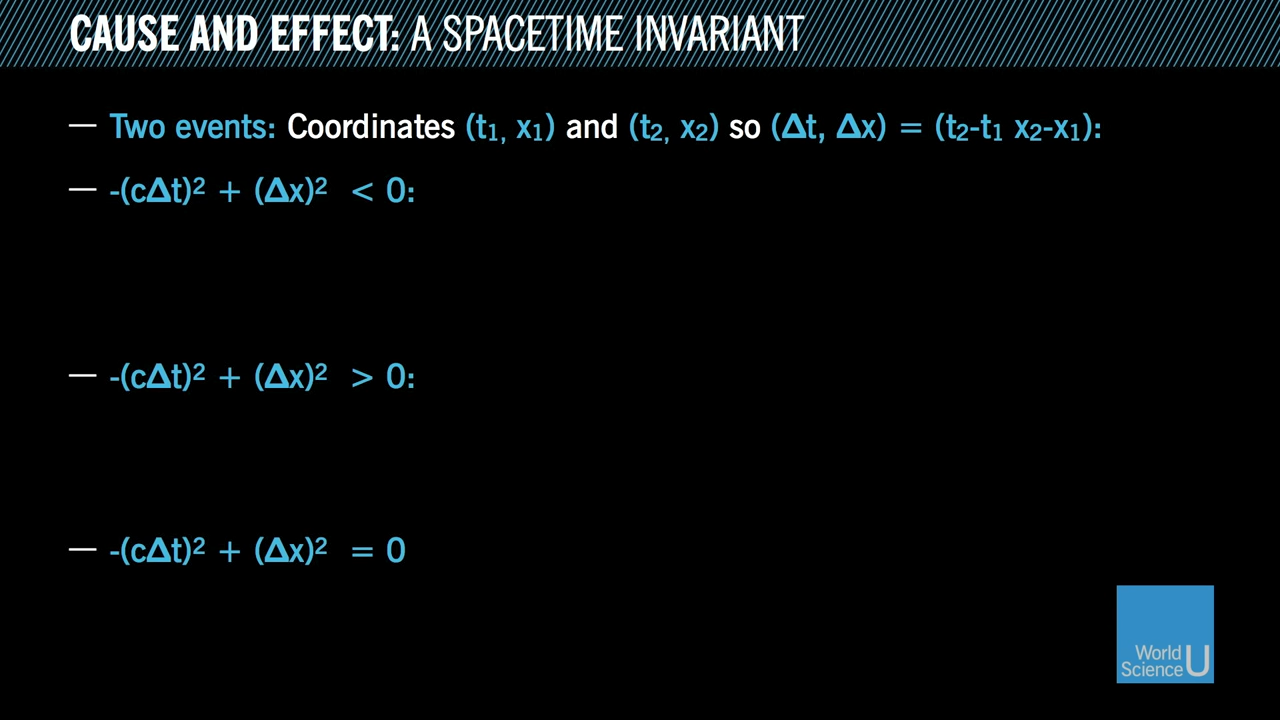 CAUSE AND EFFECT: A SPACETIME INVARIANT
— Two events: Coordinates (t₁, x₁) and (t₂, x₂) so (Δt, Δx) = (t₂-t₁ x₂-x₁):
— -(cΔt)² + (Δx)² < 0:
— -(cΔt)² + (Δx)² > 0:
— -(cΔt)² + (Δx)² = 0
World
Science U